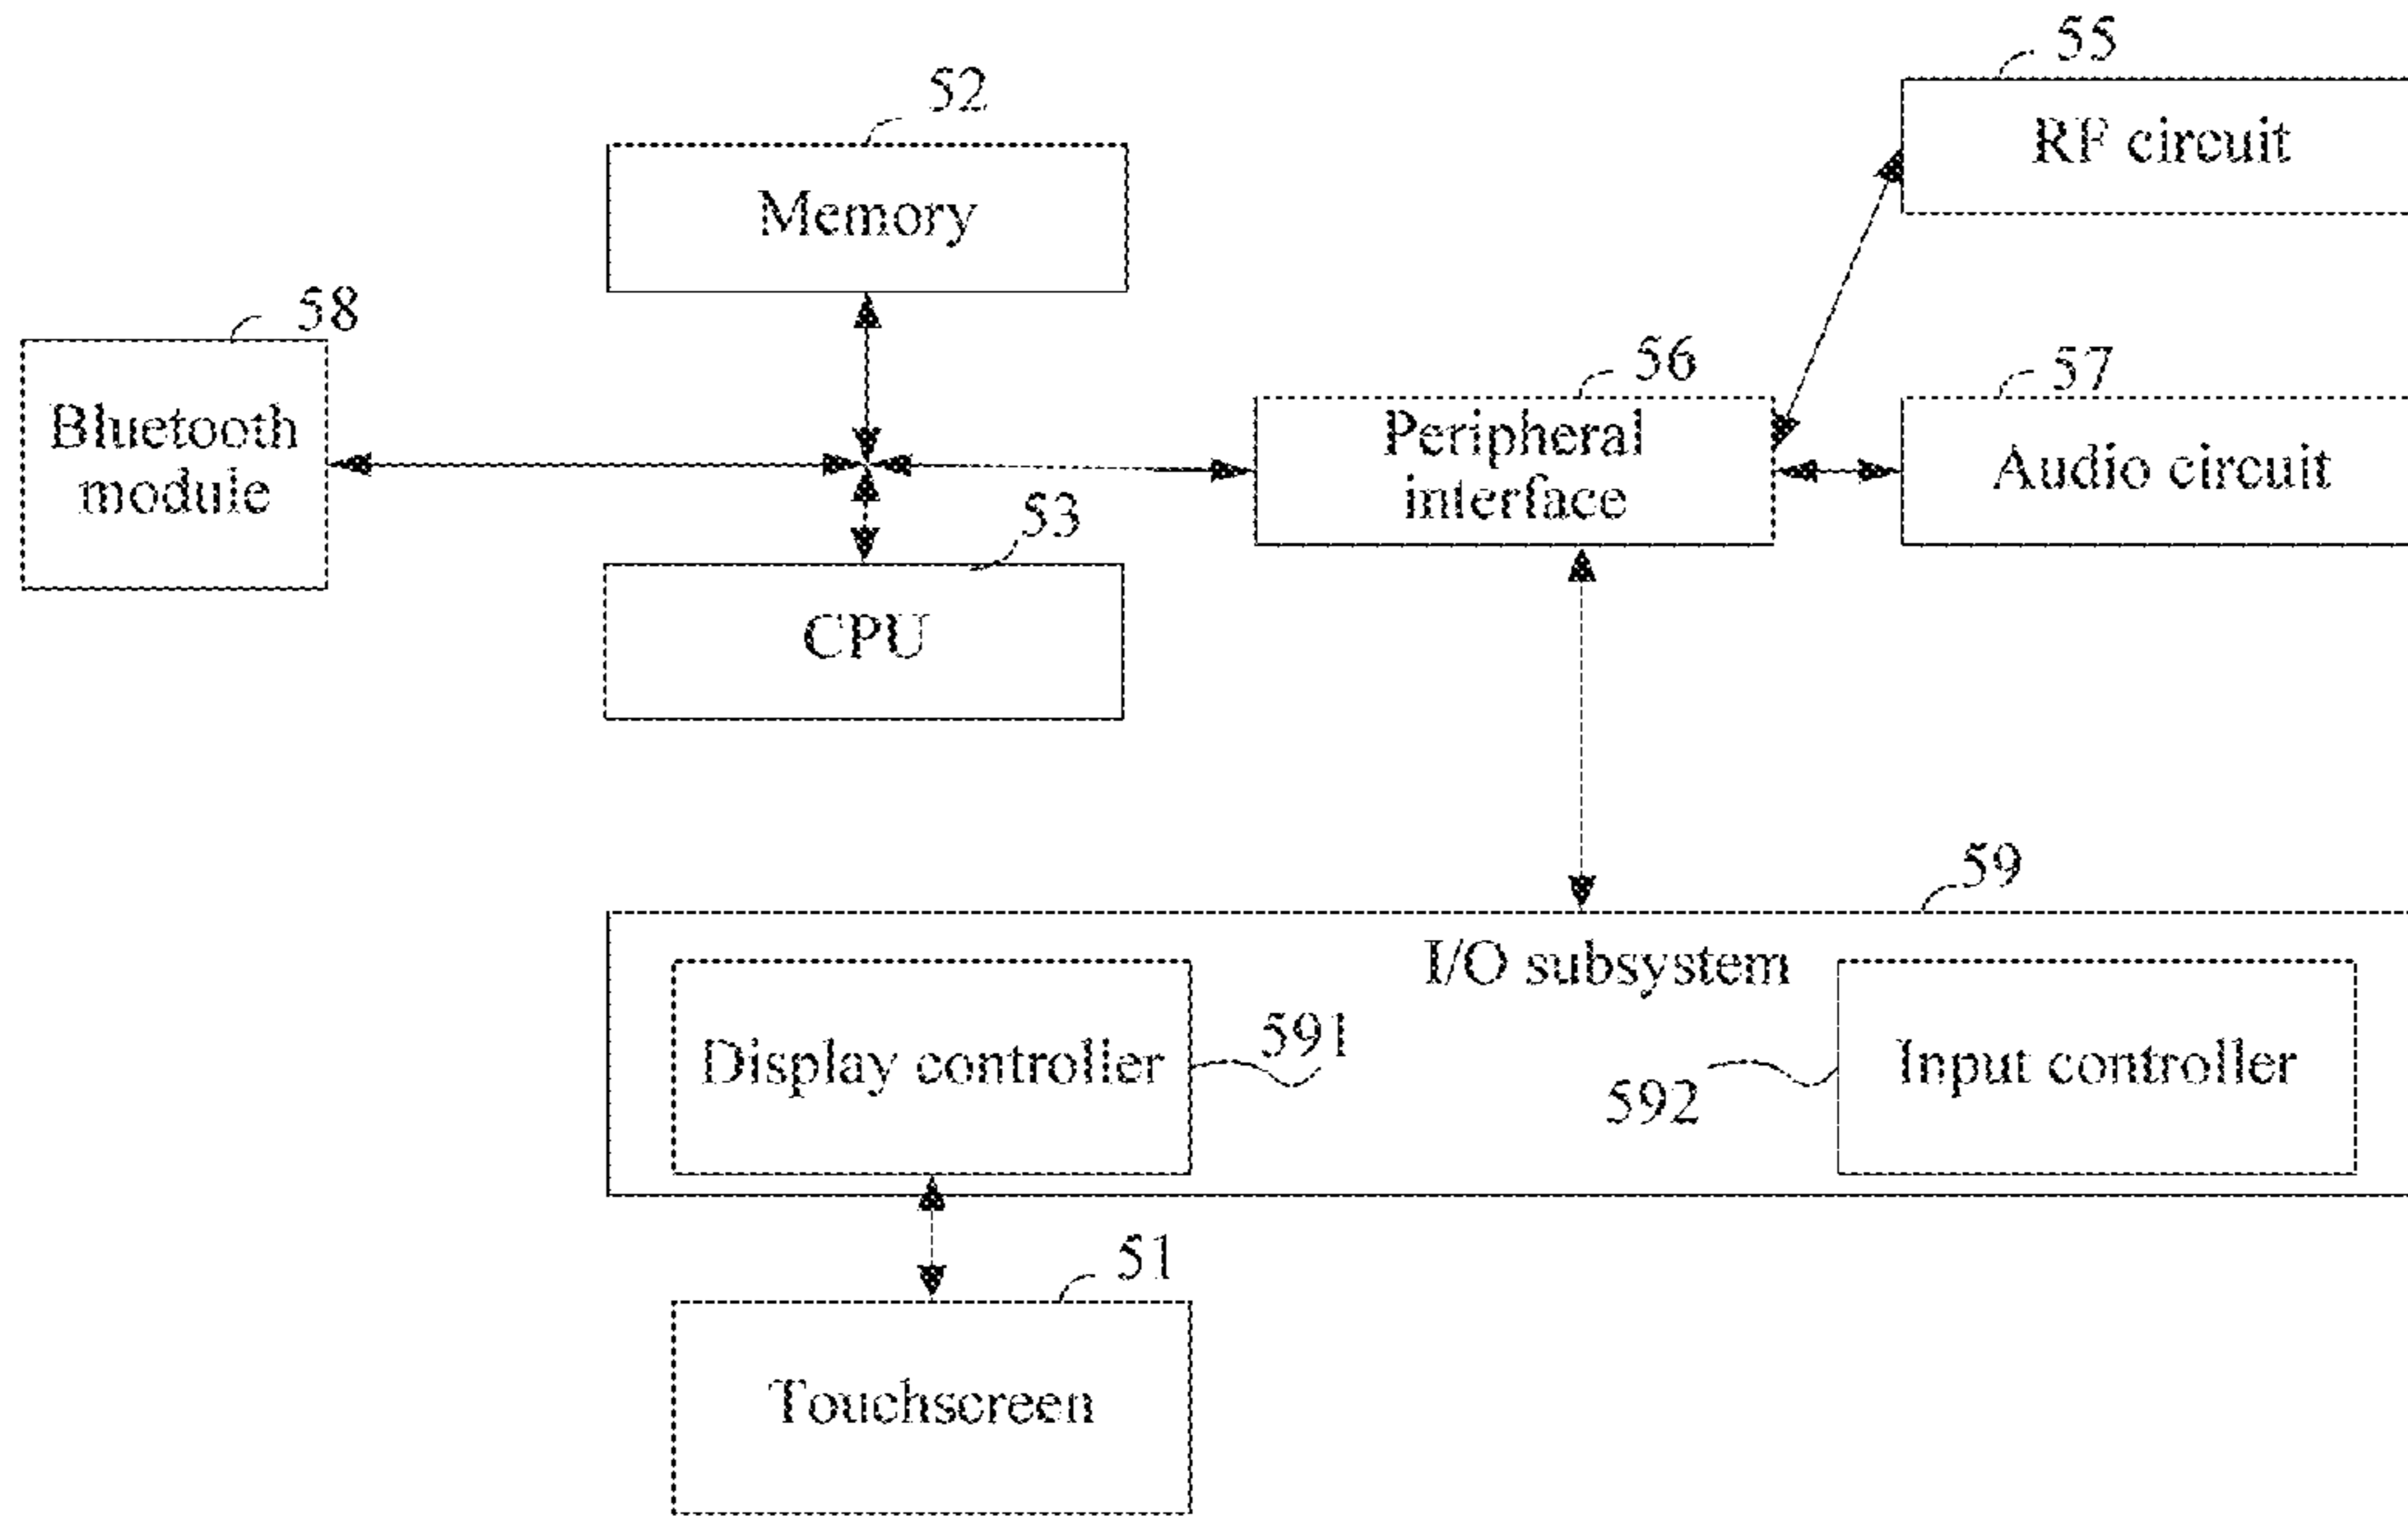 55
RF circuit
52
Memory
58
Bluetooth
module
56
Peripheral
interface
57
Audio circuit
53
CPU
59
I/O subsystem
Display controller
591
592
Input controller
51
Touchscreen